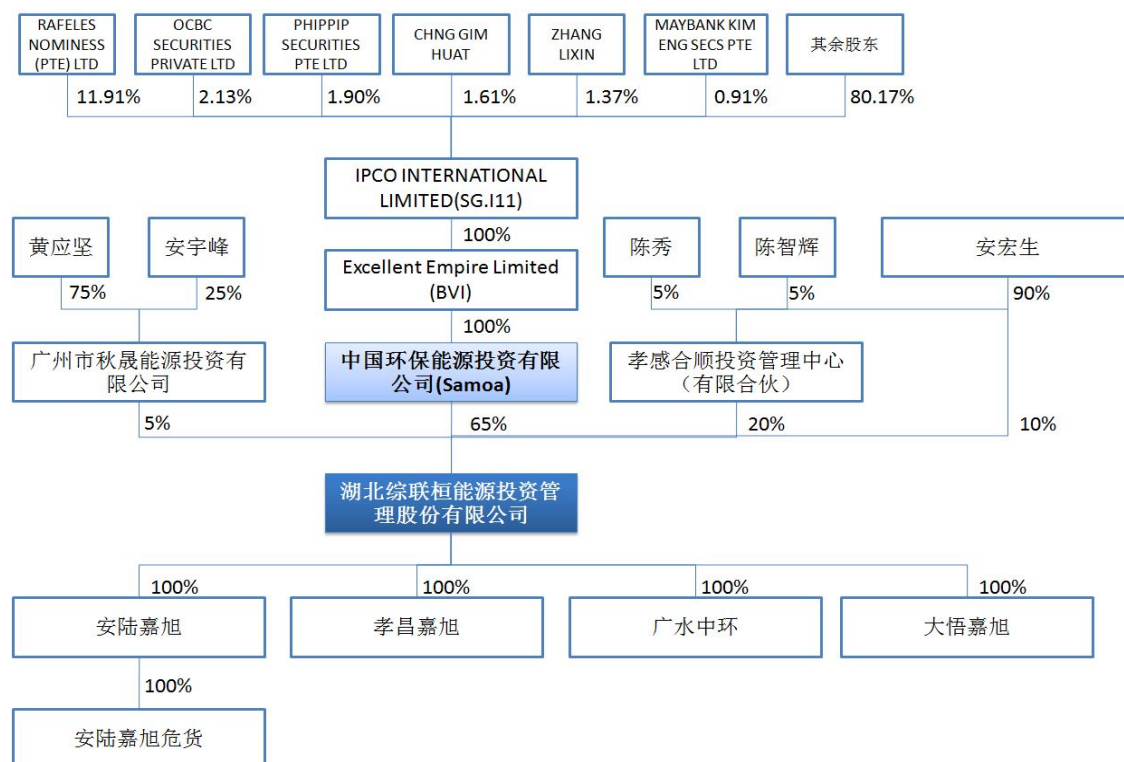 RAFELES
NOMINESS
(PTE) LTD
OCBC
SECURITIES
PRIVATE LTD
PHIPPIP
SECURITIES
PTE LTD
CHNG GIM
HUAT
ZHANG
LIXIN
MAYBANK KIM
ENG SECS PTE
LTD
其余股东
11.91%
2.13%
1.90%
1.61%
1.37%
0.91%
80.17%
IPCO INTERNATIONAL
LIMITED(SG.I11)
100%
黄应坚
安宇峰
Excellent Empire Limited
(BVI)
陈秀
陈智辉
安宏生
75%
25%
5%
5%
90%
100%
广州市秋晟能源投资有
限公司
中国环保能源投资有限
公司(Samoa)
孝感合顺投资管理中心
（有限合伙）
5%
65%
20%
10%
湖北综联桓能源投资管
理股份有限公司
100%
100%
100%
100%
安陆嘉旭
孝昌嘉旭
广水中环
大悟嘉旭
100%
安陆嘉旭危货